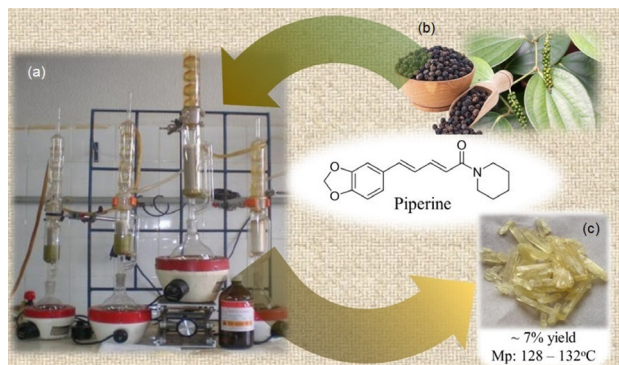 (a)
(b)
O
N
O
O
Piperine
(c)
~ 7% yield
Mp: 128 – 132°C